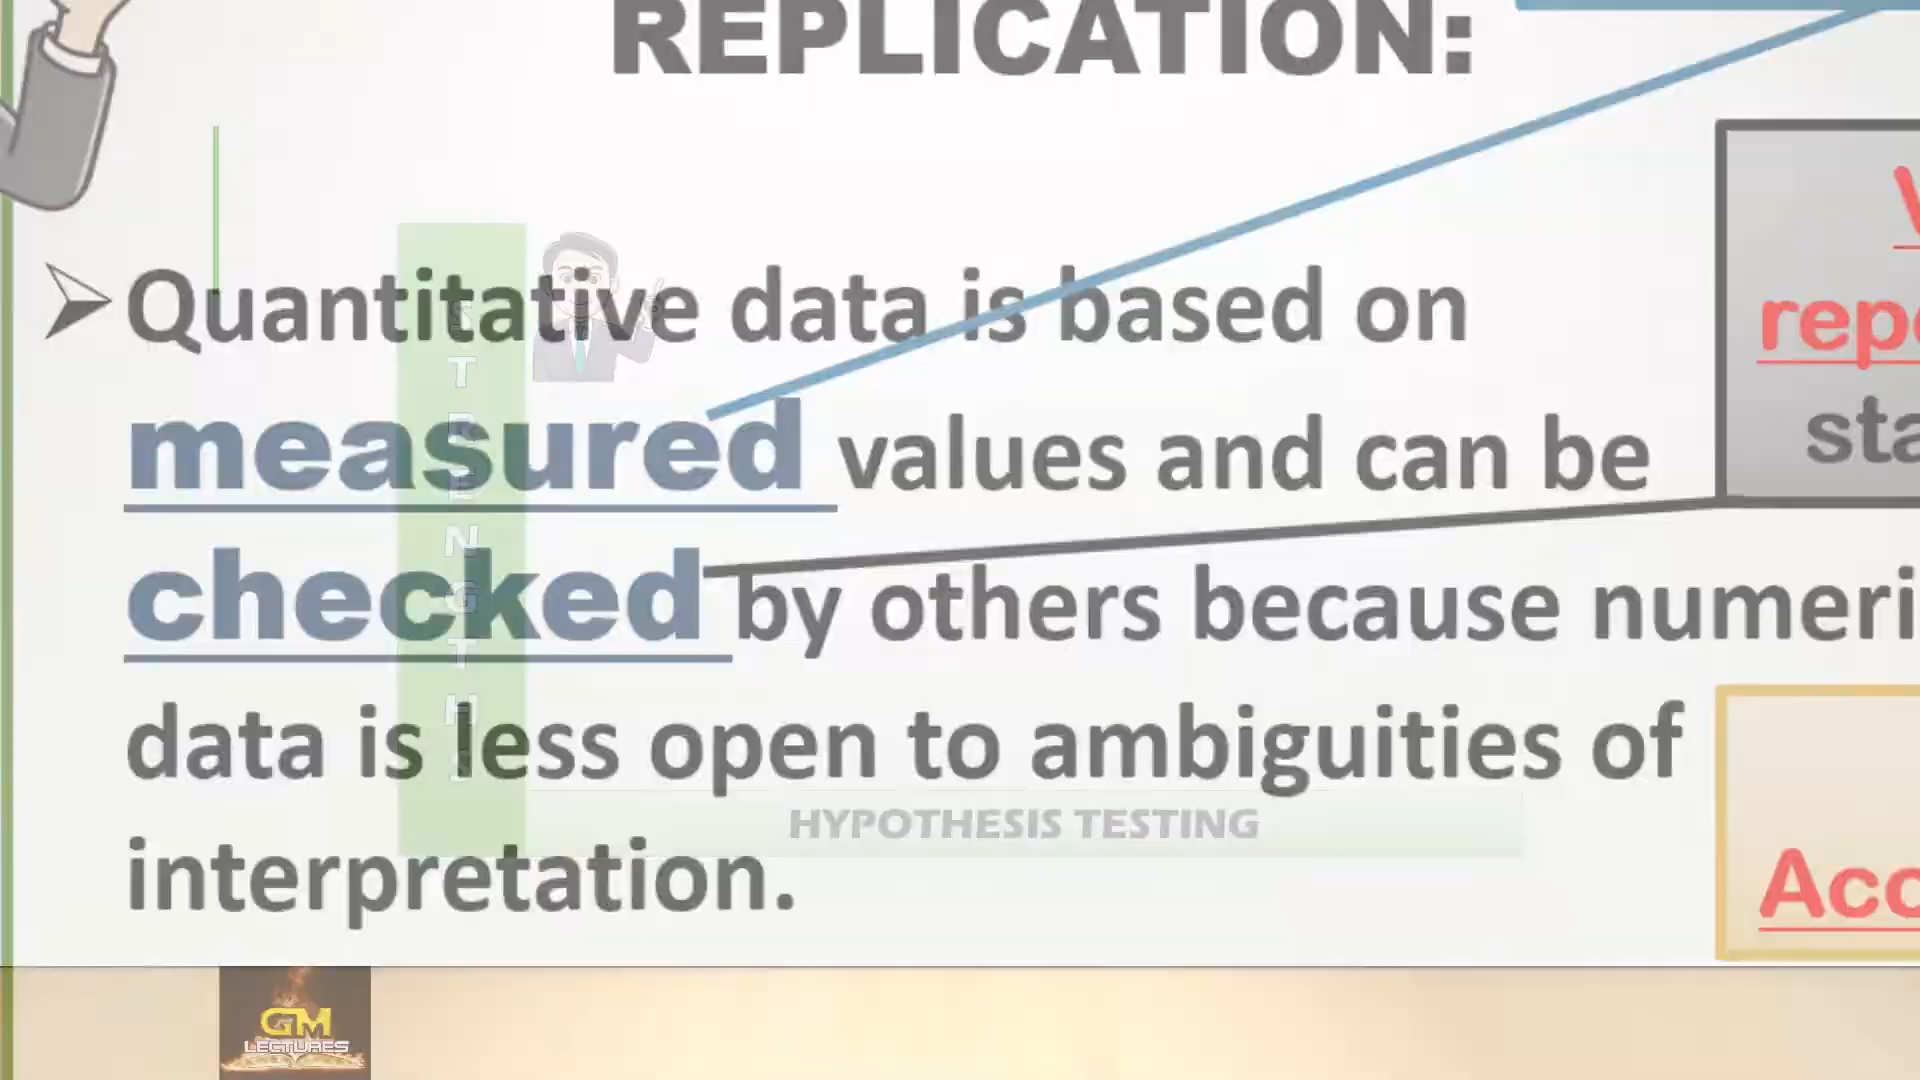 REPLICATION:
Quantitative data is based on
measured values and can be
checked by others because numeri
data is less open to ambiguities of
interpretation.
STRENGTHS
HYPOTHESIS TESTING
rep
sta
Acc
GM
LECTURES